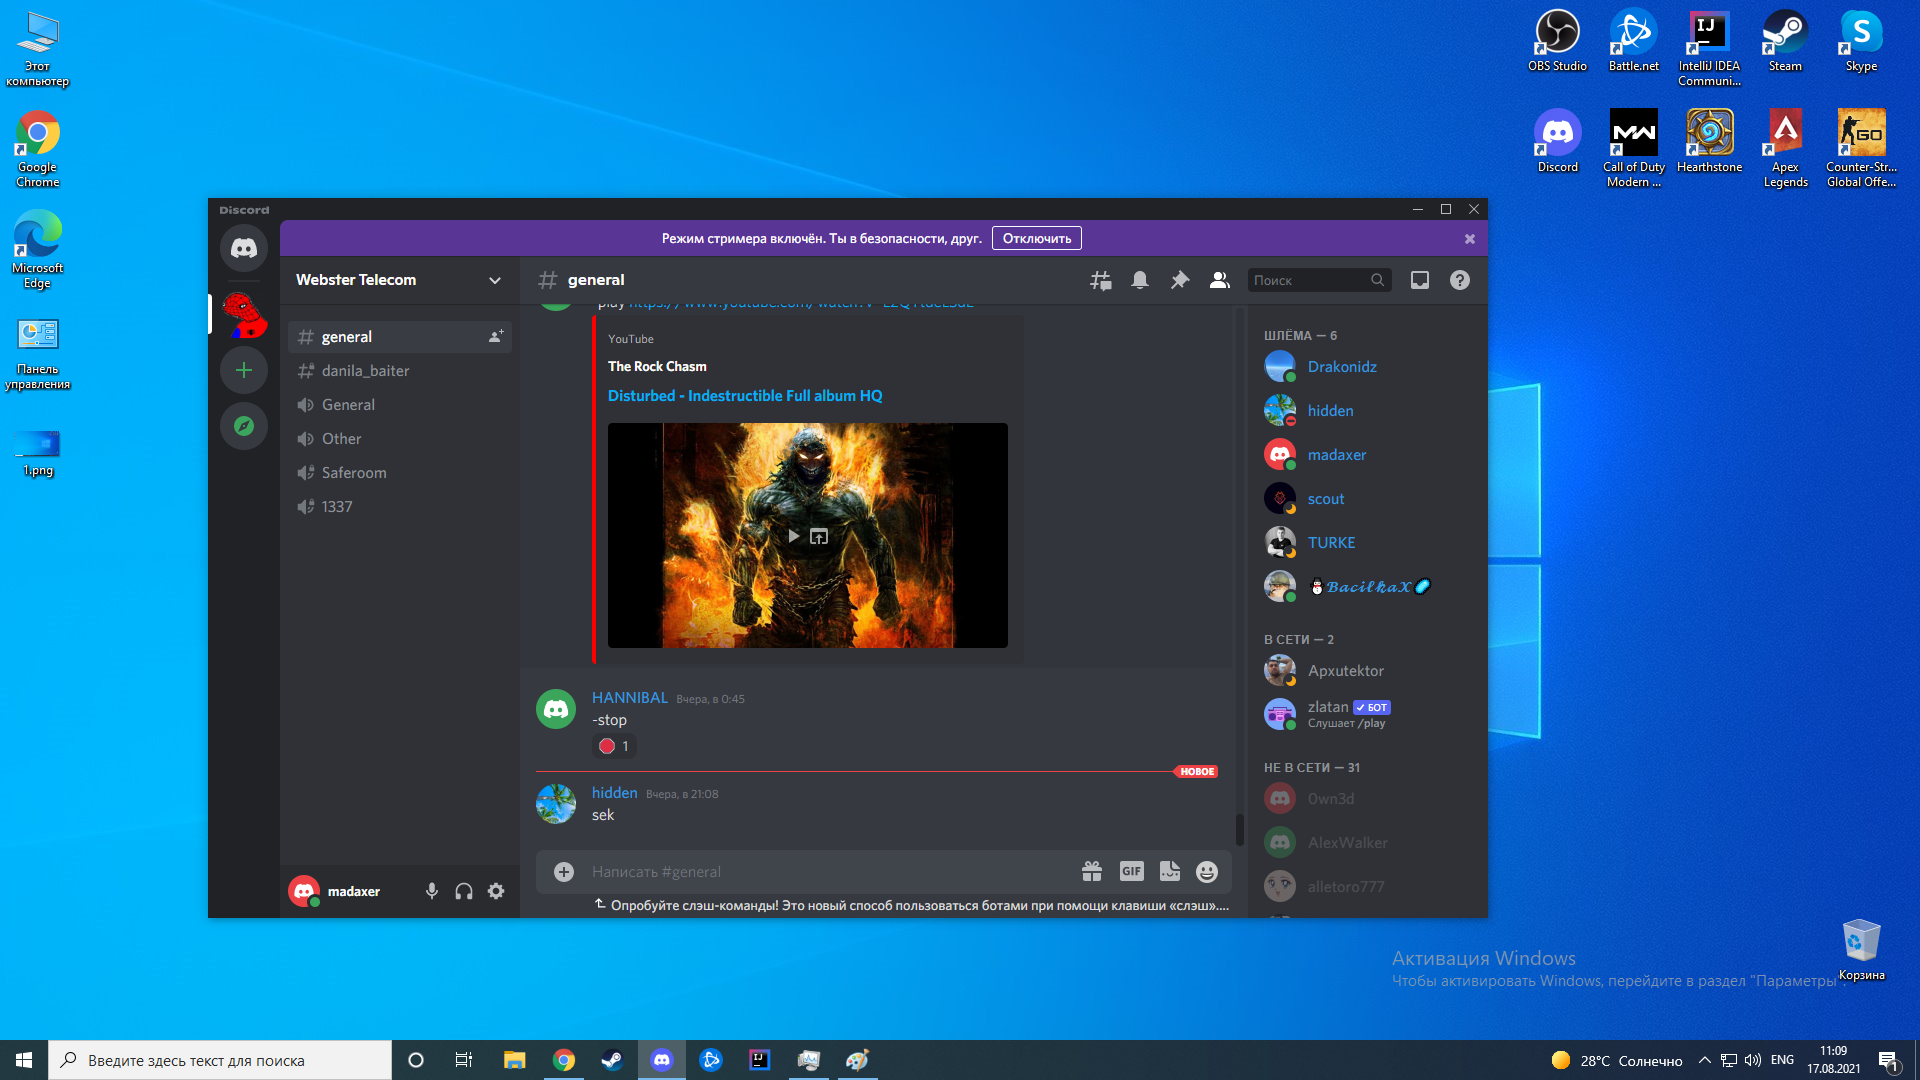 Этот
компьютер
Google
Chrome
Microsoft
Edge
Панель
управления
1.png
OBS Studio
Battle.net
IntelliJ IDEA
Communi...
Steam
Skype
Discord
Call of Duty
Modern ...
Hearthstone
Apex
Legends
Counter-Str...
Global Offe...
Discord
Режим стримера включён. Ты в безопасности, друг.
Отключить
Webster Telecom
general
Поиск
general
danila_baiter
General
Other
Saferoom
1337
madaxer
YouTube
The Rock Chasm
Disturbed - Indestructible Full album HQ
HANNIBAL Вчера, в 0:45
-stop
1
НОВОЕ
hidden Вчера, в 21:08
sek
Написать #general
GIF
Опробуйте слэш-команды! Это новый способ пользоваться ботами при помощи клавиши «слэш»....
ШЛЁМА — 6
Drakonidz
hidden
madaxer
scout
TURKE
⛄𝓑𝓪𝓬𝓲𝓵𝓴𝓪𝓧
В СЕТИ — 2
Apxutektor
zlatan ✓ БОТ
Слушает /play
НЕ В СЕТИ — 31
0wn3d
AlexWalker
alletoro777
Активация Windows
Чтобы активировать Windows, перейдите в раздел "Параметры".
Корзина
Введите здесь текст для поиска
28°C Солнечно
ENG
11:09
17.08.2021
1